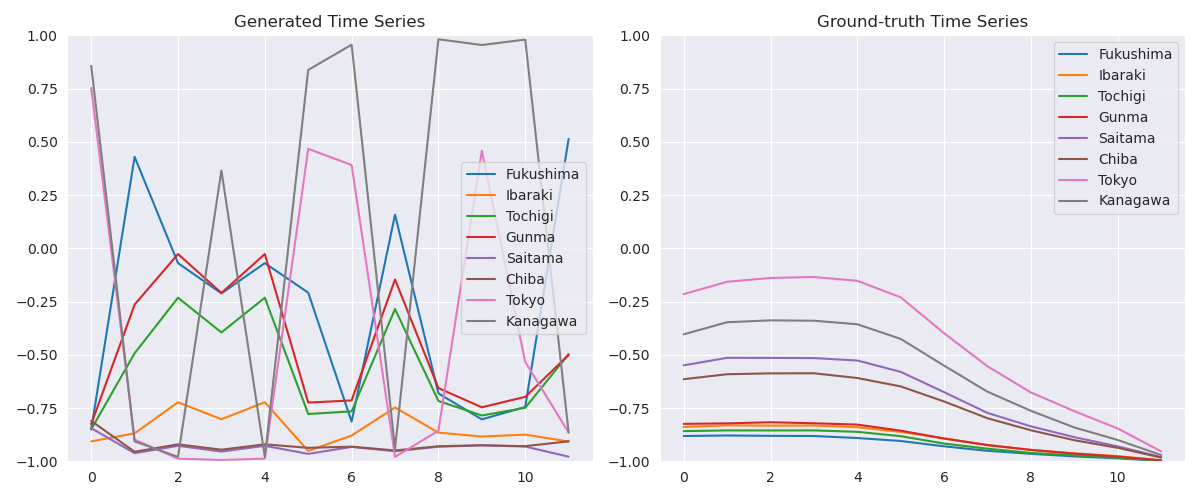 Generated Time Series
1.00
0.75
0.50
0.25
0.00
−0.25
−0.50
−0.75
−1.00
0 2 4 6 8 10
Fukushima
Ibaraki
Tochigi
Gunma
Saitama
Chiba
Tokyo
Kanagawa
Ground-truth Time Series
1.00
0.75
0.50
0.25
0.00
−0.25
−0.50
−0.75
−1.00
0 2 4 6 8 10
Fukushima
Ibaraki
Tochigi
Gunma
Saitama
Chiba
Tokyo
Kanagawa